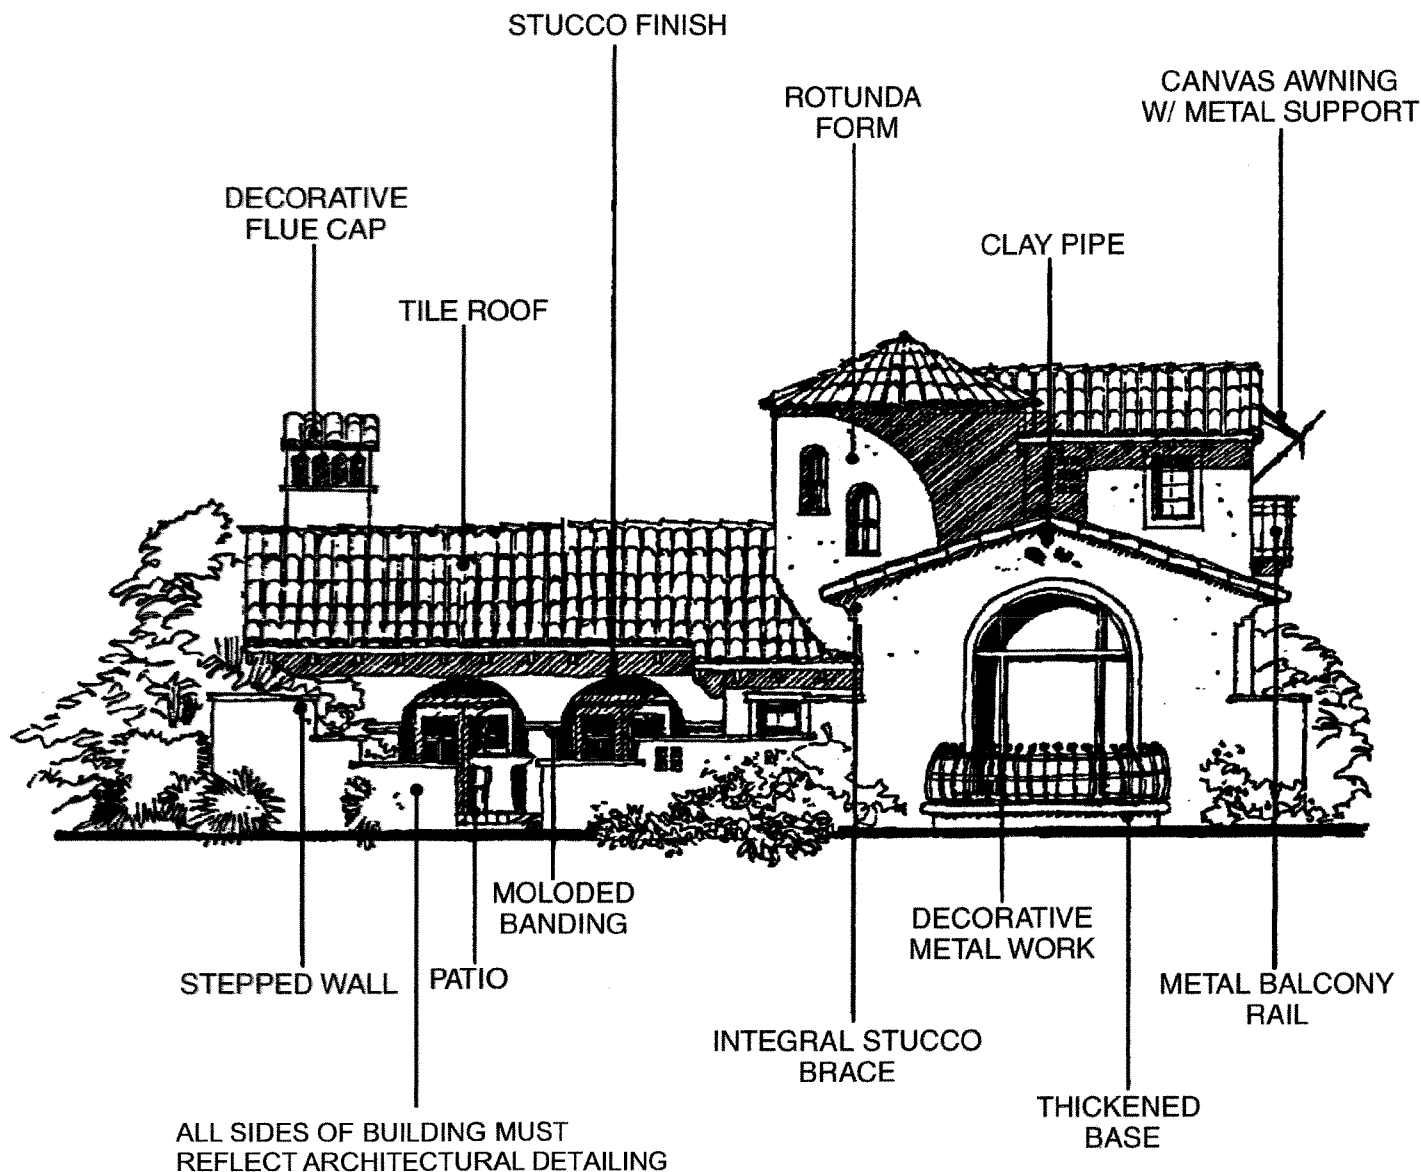 STUCCO FINISH
ROTUNDA
FORM
CANVAS AWNING
W/ METAL SUPPORT
DECORATIVE
FLUE CAP
CLAY PIPE
TILE ROOF
MOLODED
BANDING
DECORATIVE
METAL WORK
STEPPED WALL
PATIO
METAL BALCONY
RAIL
INTEGRAL STUCCO
BRACE
THICKENED
BASE
ALL SIDES OF BUILDING MUST
REFLECT ARCHITECTURAL DETAILING